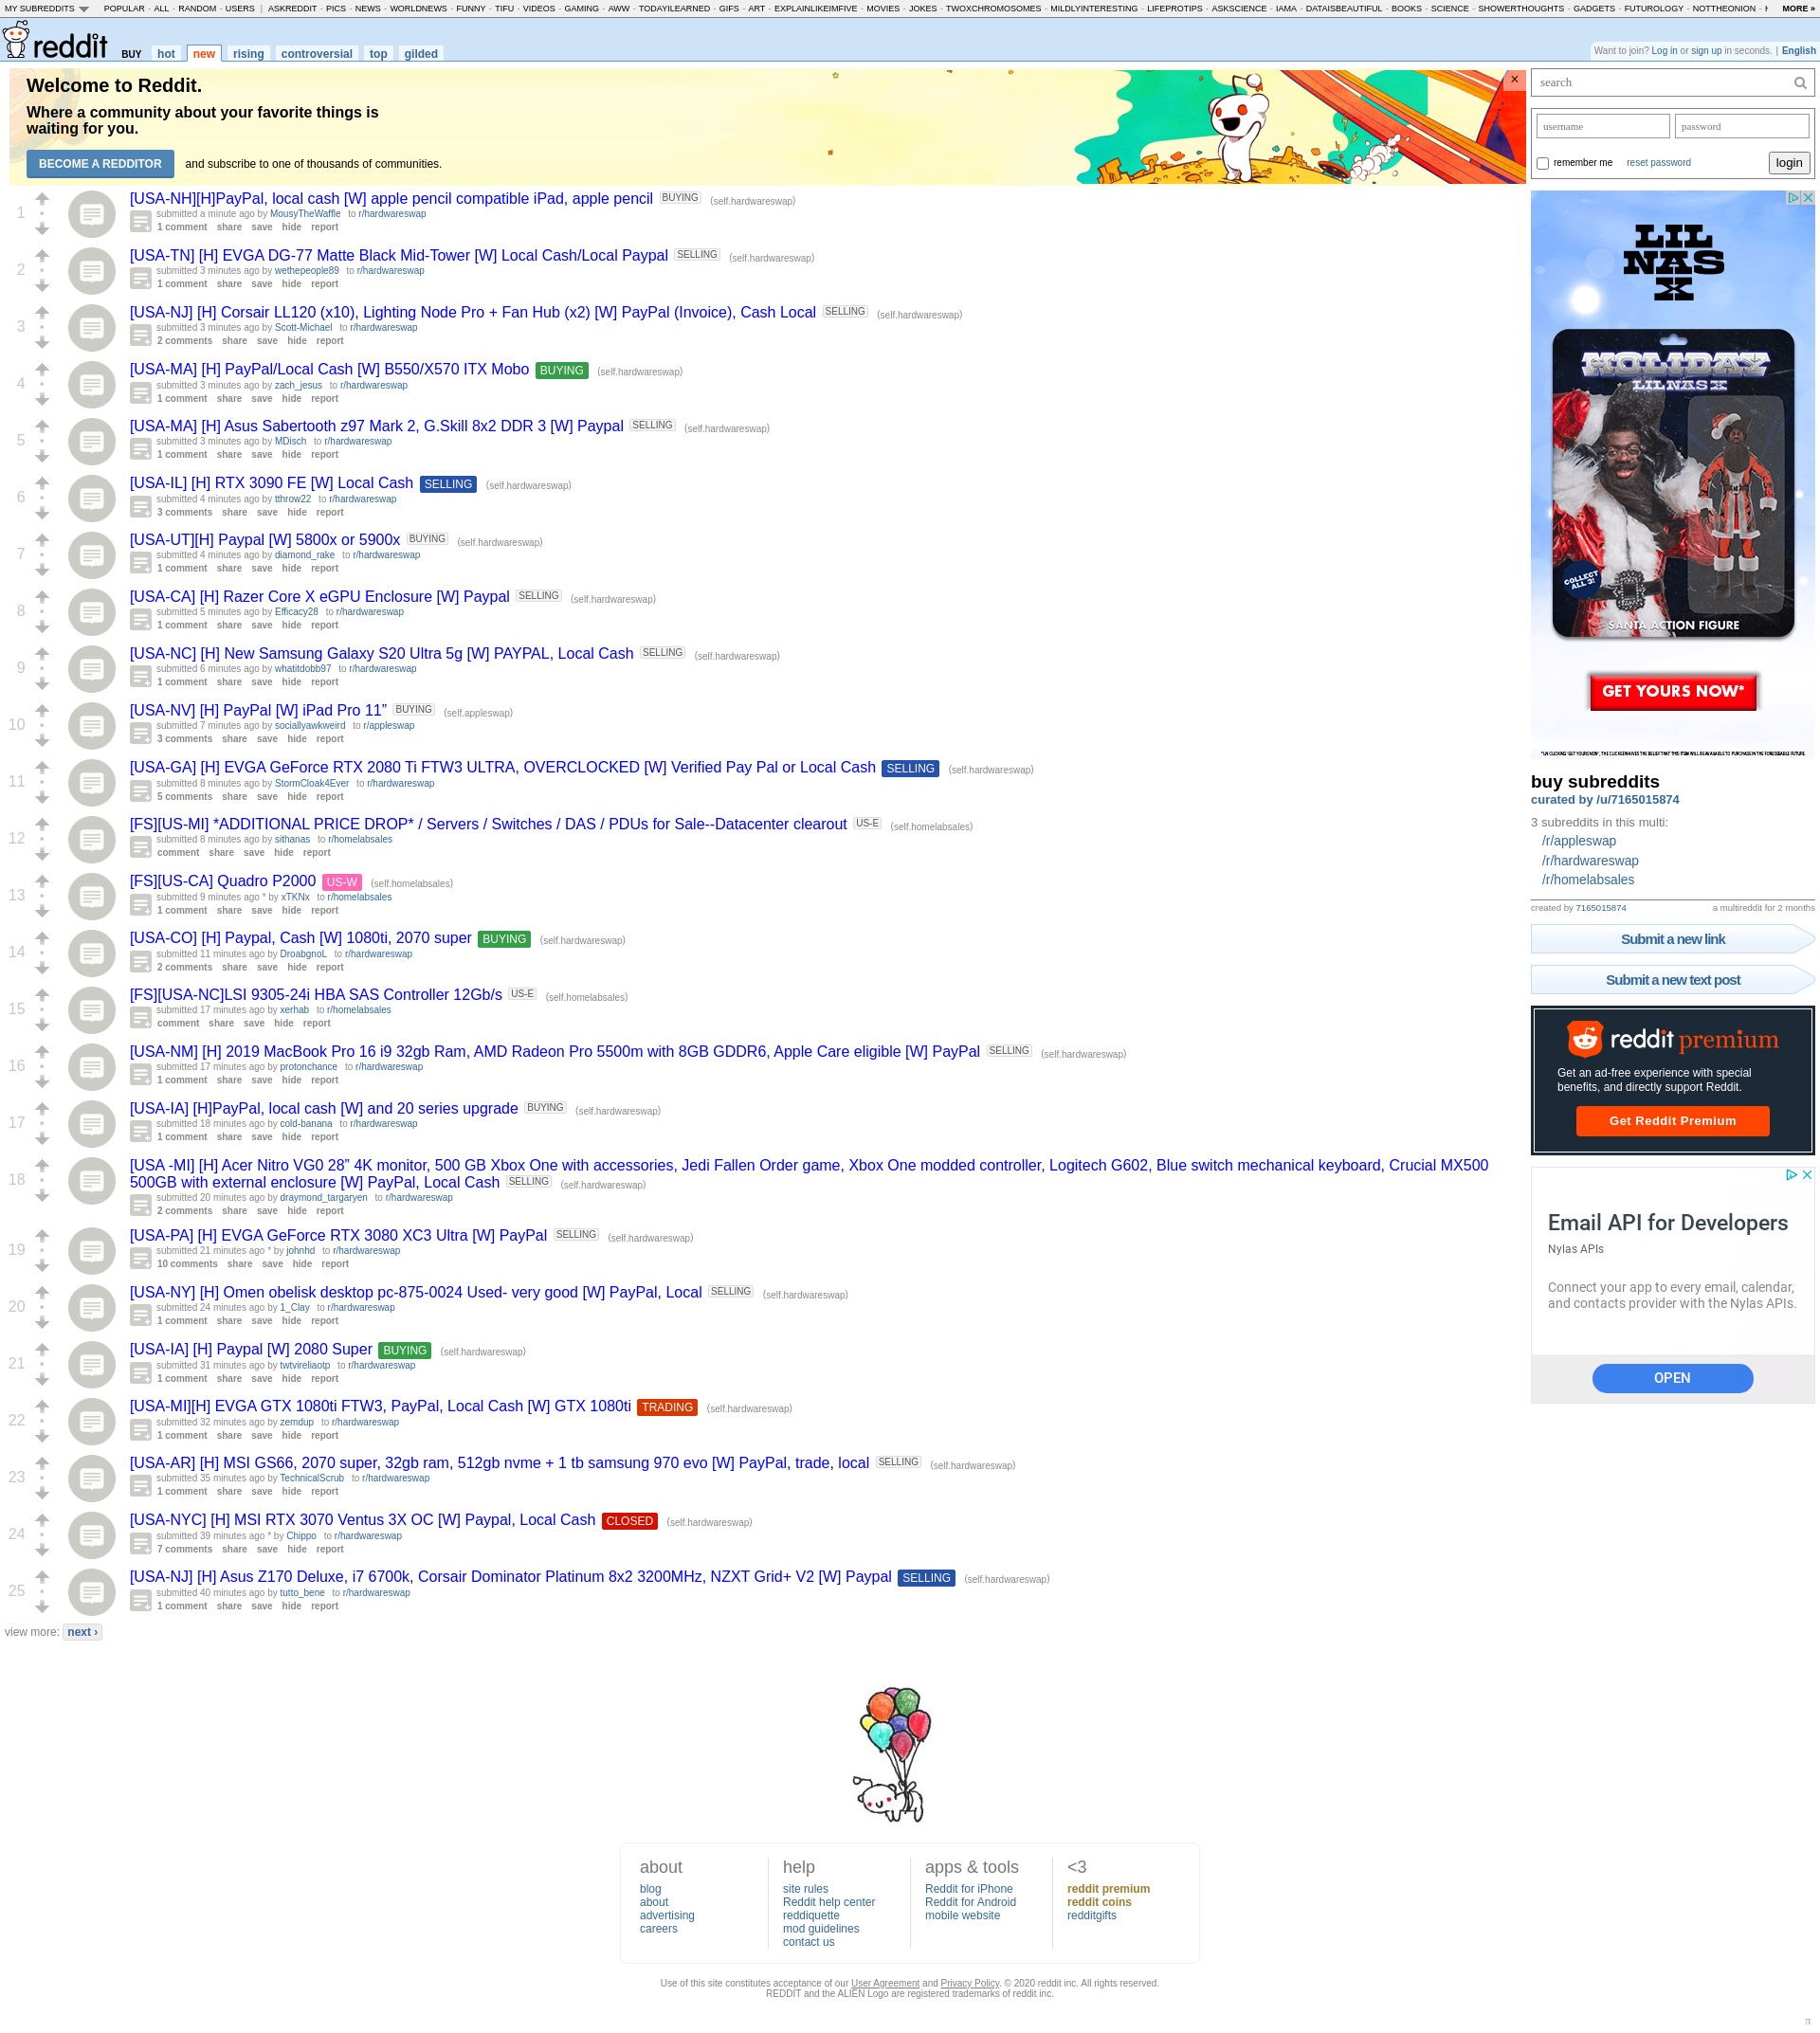 MY SUBREDDITS POPULAR - ALL - RANDOM - USERS | ASKREDDIT - PICS - NEWS - WORLDNEWS - FUNNY - TIFU - VIDEOS - GAMING - AWW - TODAYILEARNED - GIFS - ART - EXPLAINLIKEIMFIVE - MOVIES - JOKES - TWOXCHROMOSOMES - MILDLYINTERESTING - LIFEPROTIPS - ASKSCIENCE - IAMA - DATAISBEAUTIFUL - BOOKS - SCIENCE - SHOWERTHOUGHTS - GADGETS - FUTUROLOGY - NOTTHEONION - MORE »
reddit BUY hot new rising controversial top gilded
Want to join? Log in or sign up in seconds. | English
Welcome to Reddit.
Where a community about your favorite things is
waiting for you.
BECOME A REDDITOR and subscribe to one of thousands of communities.
1
[USA-NH][H]PayPal, local cash [W] apple pencil compatible iPad, apple pencil BUYING (self.hardwareswap)
submitted a minute ago by MousyTheWaffle to r/hardwareswap
1 comment share save hide report
2
[USA-TN] [H] EVGA DG-77 Matte Black Mid-Tower [W] Local Cash/Local Paypal SELLING (self.hardwareswap)
submitted 3 minutes ago by wethepeople89 to r/hardwareswap
1 comment share save hide report
3
[USA-NJ] [H] Corsair LL120 (x10), Lighting Node Pro + Fan Hub (x2) [W] PayPal (Invoice), Cash Local SELLING (self.hardwareswap)
submitted 3 minutes ago by Scott-Michael to r/hardwareswap
2 comments share save hide report
4
[USA-MA] [H] PayPal/Local Cash [W] B550/X570 ITX Mobo BUYING (self.hardwareswap)
submitted 3 minutes ago by zach_jesus to r/hardwareswap
1 comment share save hide report
5
[USA-MA] [H] Asus Sabertooth z97 Mark 2, G.Skill 8x2 DDR 3 [W] Paypal SELLING (self.hardwareswap)
submitted 3 minutes ago by MDisch to r/hardwareswap
1 comment share save hide report
6
[USA-IL] [H] RTX 3090 FE [W] Local Cash SELLING (self.hardwareswap)
submitted 4 minutes ago by tthrow22 to r/hardwareswap
3 comments share save hide report
7
[USA-UT][H] Paypal [W] 5800x or 5900x BUYING (self.hardwareswap)
submitted 4 minutes ago by diamond_rake to r/hardwareswap
1 comment share save hide report
8
[USA-CA] [H] Razer Core X eGPU Enclosure [W] Paypal SELLING (self.hardwareswap)
submitted 5 minutes ago by Efficacy28 to r/hardwareswap
1 comment share save hide report
9
[USA-NC] [H] New Samsung Galaxy S20 Ultra 5g [W] PAYPAL, Local Cash SELLING (self.hardwareswap)
submitted 6 minutes ago by whatitdobb97 to r/hardwareswap
1 comment share save hide report
10
[USA-NV] [H] PayPal [W] iPad Pro 11” BUYING (self.appleswap)
submitted 7 minutes ago by sociallyawkweird to r/appleswap
3 comments share save hide report
11
[USA-GA] [H] EVGA GeForce RTX 2080 Ti FTW3 ULTRA, OVERCLOCKED [W] Verified Pay Pal or Local Cash SELLING (self.hardwareswap)
submitted 8 minutes ago by StormCloak4Ever to r/hardwareswap
5 comments share save hide report
12
[FS][US-MI] *ADDITIONAL PRICE DROP* / Servers / Switches / DAS / PDUs for Sale--Datacenter clearout US-E (self.homelabsales)
submitted 8 minutes ago by sithanas to r/homelabsales
comment share save hide report
13
[FS][US-CA] Quadro P2000 US-W (self.homelabsales)
submitted 9 minutes ago * by xTKNx to r/homelabsales
1 comment share save hide report
14
[USA-CO] [H] Paypal, Cash [W] 1080ti, 2070 super BUYING (self.hardwareswap)
submitted 11 minutes ago by DroabgnoL to r/hardwareswap
2 comments share save hide report
15
[FS][USA-NC]LSI 9305-24i HBA SAS Controller 12Gb/s US-E (self.homelabsales)
submitted 17 minutes ago by xerhab to r/homelabsales
comment share save hide report
16
[USA-NM] [H] 2019 MacBook Pro 16 i9 32gb Ram, AMD Radeon Pro 5500m with 8GB GDDR6, Apple Care eligible [W] PayPal SELLING (self.hardwareswap)
submitted 17 minutes ago by protonchance to r/hardwareswap
1 comment share save hide report
17
[USA-IA] [H]PayPal, local cash [W] and 20 series upgrade BUYING (self.hardwareswap)
submitted 18 minutes ago by cold-banana to r/hardwareswap
1 comment share save hide report
18
[USA -MI] [H] Acer Nitro VG0 28” 4K monitor, 500 GB Xbox One with accessories, Jedi Fallen Order game, Xbox One modded controller, Logitech G602, Blue switch mechanical keyboard, Crucial MX500
500GB with external enclosure [W] PayPal, Local Cash SELLING (self.hardwareswap)
submitted 20 minutes ago by draymond_targaryen to r/hardwareswap
2 comments share save hide report
19
[USA-PA] [H] EVGA GeForce RTX 3080 XC3 Ultra [W] PayPal SELLING (self.hardwareswap)
submitted 21 minutes ago * by johnhd to r/hardwareswap
10 comments share save hide report
20
[USA-NY] [H] Omen obelisk desktop pc-875-0024 Used- very good [W] PayPal, Local SELLING (self.hardwareswap)
submitted 24 minutes ago by 1_Clay to r/hardwareswap
1 comment share save hide report
21
[USA-IA] [H] Paypal [W] 2080 Super BUYING (self.hardwareswap)
submitted 31 minutes ago by twtvireliaotp to r/hardwareswap
1 comment share save hide report
22
[USA-MI][H] EVGA GTX 1080ti FTW3, PayPal, Local Cash [W] GTX 1080ti TRADING (self.hardwareswap)
submitted 32 minutes ago by zemdup to r/hardwareswap
1 comment share save hide report
23
[USA-AR] [H] MSI GS66, 2070 super, 32gb ram, 512gb nvme + 1 tb samsung 970 evo [W] PayPal, trade, local SELLING (self.hardwareswap)
submitted 35 minutes ago by TechnicalScrub to r/hardwareswap
1 comment share save hide report
24
[USA-NYC] [H] MSI RTX 3070 Ventus 3X OC [W] Paypal, Local Cash CLOSED (self.hardwareswap)
submitted 39 minutes ago * by Chippo to r/hardwareswap
7 comments share save hide report
25
[USA-NJ] [H] Asus Z170 Deluxe, i7 6700k, Corsair Dominator Platinum 8x2 3200MHz, NZXT Grid+ V2 [W] Paypal SELLING (self.hardwareswap)
submitted 40 minutes ago by tutto_bene to r/hardwareswap
1 comment share save hide report
view more: next ›
search
username password
remember me reset password login
LIL
NAS
X
HOLIDAY
LIL NAS X
COLLECT
ALL 3!
SANTA ACTION FIGURE
GET YOURS NOW*
buy subreddits
curated by /u/7165015874
3 subreddits in this multi:
/r/appleswap
/r/hardwareswap
/r/homelabsales
created by 7165015874 a multireddit for 2 months
Submit a new link
Submit a new text post
reddit premium
Get an ad-free experience with special
benefits, and directly support Reddit.
Get Reddit Premium
Email API for Developers
Nylas APIs
Connect your app to every email, calendar,
and contacts provider with the Nylas APIs.
OPEN
about
blog
about
advertising
careers
help
site rules
Reddit help center
reddiquette
mod guidelines
contact us
apps & tools
Reddit for iPhone
Reddit for Android
mobile website
<3
reddit premium
reddit coins
redditgifts
Use of this site constitutes acceptance of our User Agreement and Privacy Policy. © 2020 reddit inc. All rights reserved.
REDDIT and the ALIEN Logo are registered trademarks of reddit inc.
π